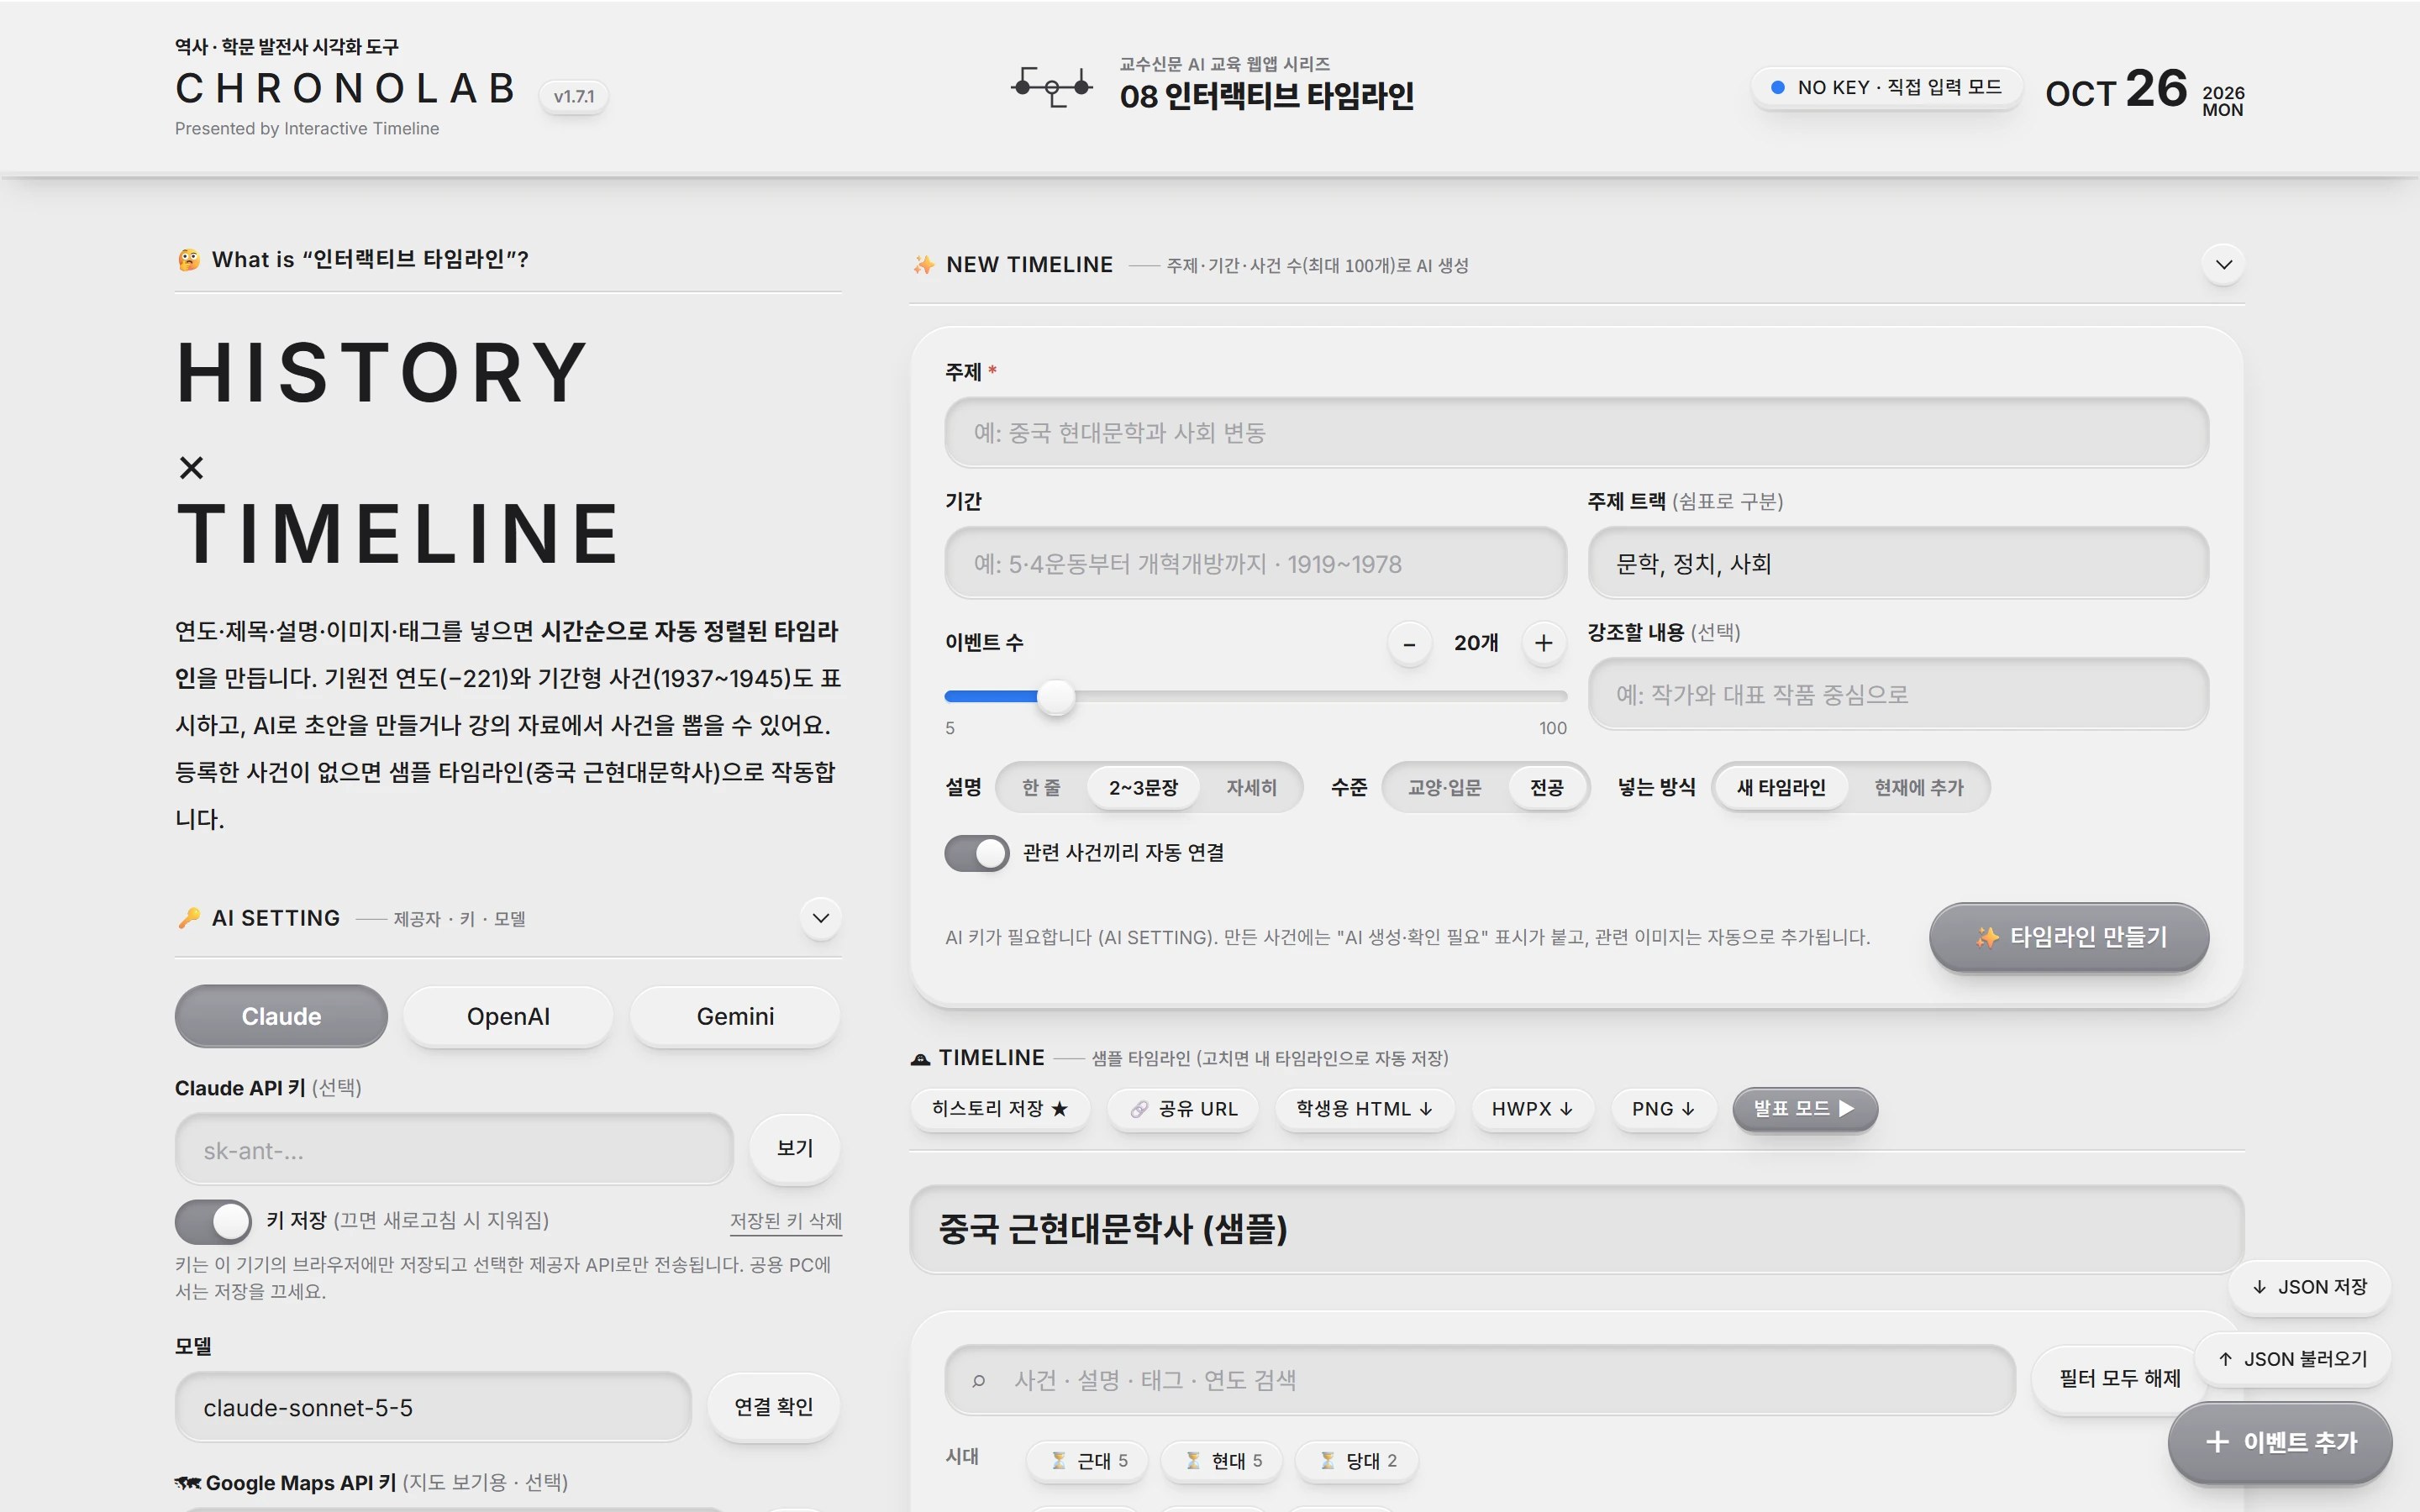 역사 · 학문 발전사 시각화 도구
CHRONOLAB
v1.7.1
Presented by Interactive Timeline
교수신문 AI 교육 웹앱 시리즈
08 인터랙티브 타임라인
NO KEY · 직접 입력 모드
OCT 26 2026 MON
🤔 What is “인터랙티브 타임라인”?
HISTORY
×
TIMELINE
연도·제목·설명·이미지·태그를 넣으면 시간순으로 자동 정렬된 타임라
인을 만듭니다. 기원전 연도(−221)와 기간형 사건(1937~1945)도 표
시하고, AI로 초안을 만들거나 강의 자료에서 사건을 뽑을 수 있어요.
등록한 사건이 없으면 샘플 타임라인(중국 근현대문학사)으로 작동합
니다.
🔑 AI SETTING —— 제공자 · 키 · 모델
Claude
OpenAI
Gemini
Claude API 키 (선택)
sk-ant-...
보기
키 저장 (끄면 새로고침 시 지워짐)
저장된 키 삭제
키는 이 기기의 브라우저에만 저장되고 선택한 제공자 API로만 전송됩니다. 공용 PC에
서는 저장을 끄세요.
모델
claude-sonnet-5-5
연결 확인
🗺 Google Maps API 키 (지도 보기용 · 선택)
✨ NEW TIMELINE —— 주제·기간·사건 수(최대 100개)로 AI 생성
주제 *
예: 중국 현대문학과 사회 변동
기간
예: 5·4운동부터 개혁개방까지 · 1919~1978
주제 트랙 (쉼표로 구분)
문학, 정치, 사회
이벤트 수
− 20개 +
5 100
강조할 내용 (선택)
예: 작가와 대표 작품 중심으로
설명 한 줄 2~3문장 자세히 수준 교양·입문 전공 넣는 방식 새 타임라인 현재에 추가
관련 사건끼리 자동 연결
AI 키가 필요합니다 (AI SETTING). 만든 사건에는 "AI 생성·확인 필요" 표시가 붙고, 관련 이미지는 자동으로 추가됩니다.
✨ 타임라인 만들기
🕰 TIMELINE —— 샘플 타임라인 (고치면 내 타임라인으로 자동 저장)
히스토리 저장 ★
🔗 공유 URL
학생용 HTML ↓
HWPX ↓
PNG ↓
발표 모드 ▶
중국 근현대문학사 (샘플)
사건 · 설명 · 태그 · 연도 검색
필터 모두 해제
시대 ⏳ 근대 5 ⏳ 현대 5 ⏳ 당대 2
↓ JSON 저장
↑ JSON 불러오기
+ 이벤트 추가